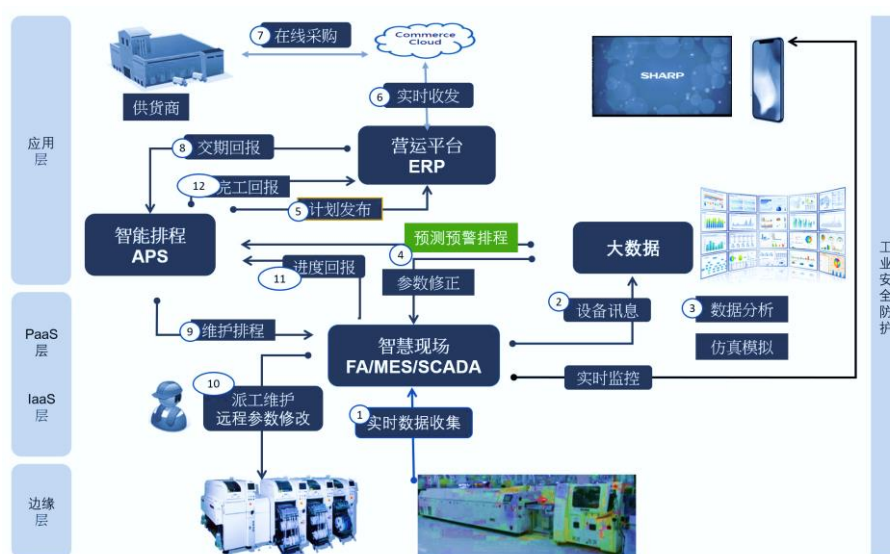 7 在线采购
Commerce
Cloud
SHARP
供货商
6 实时收发
应用
层
8 交期回报
营运平台
ERP
12 完工回报
5 计划发布
智能排程
APS
4 预测预警排程
大数据
11 进度回报
参数修正
2 设备讯息
3 数据分析
工业安全防护
PaaS
层
9 维护排程
智慧现场
FA/MES/SCADA
仿真模拟
IaaS
层
10
派工维护
远程参数修改
实时监控
1 实时数据收集
边缘
层